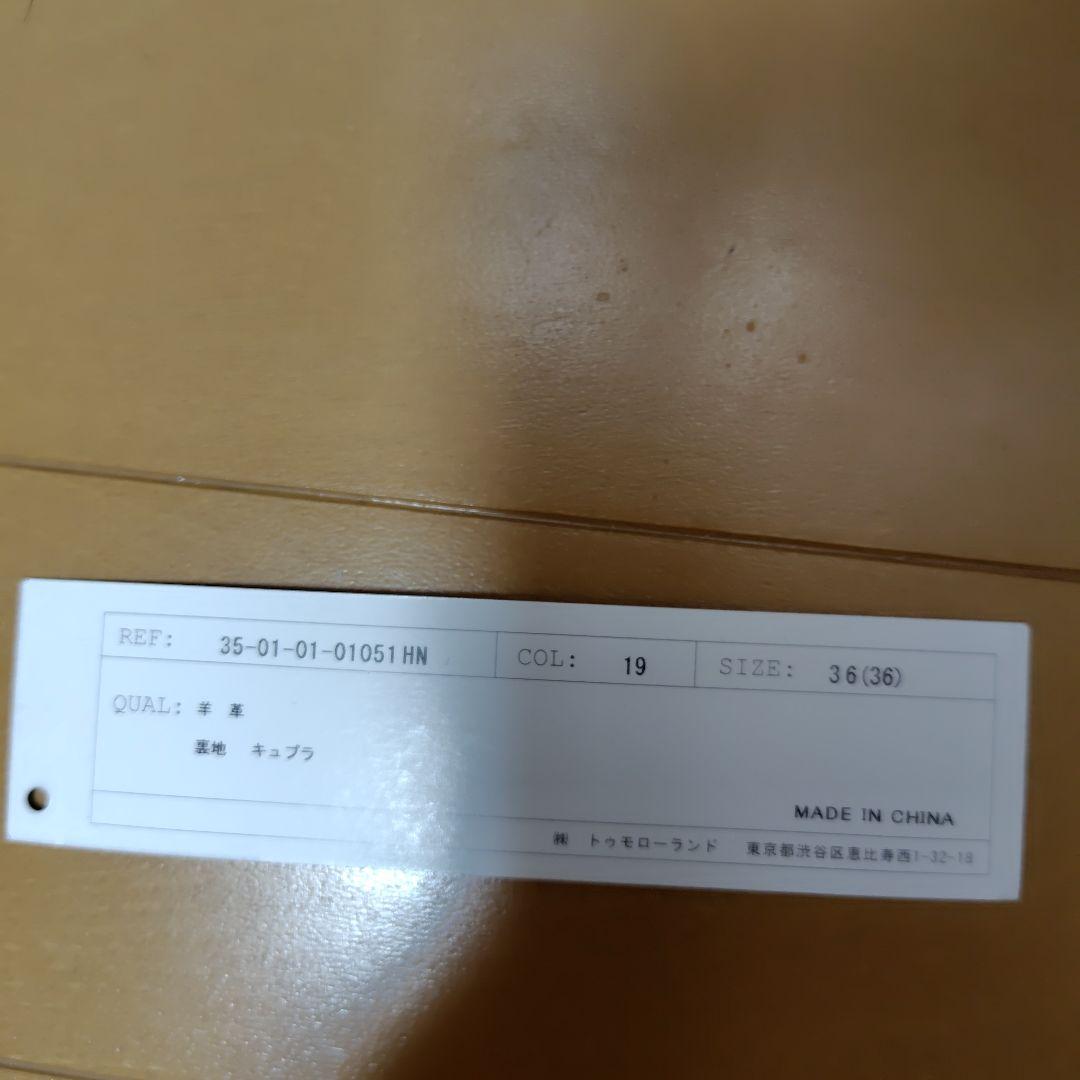 REF: 35-01-01-01051HN COL: 19 SIZE: 36(36)
QUAL: 羊 革
裏地 キュプラ
MADE IN CHINA
㈱ トゥモローランド 東京都渋谷区恵比寿西1-32-18